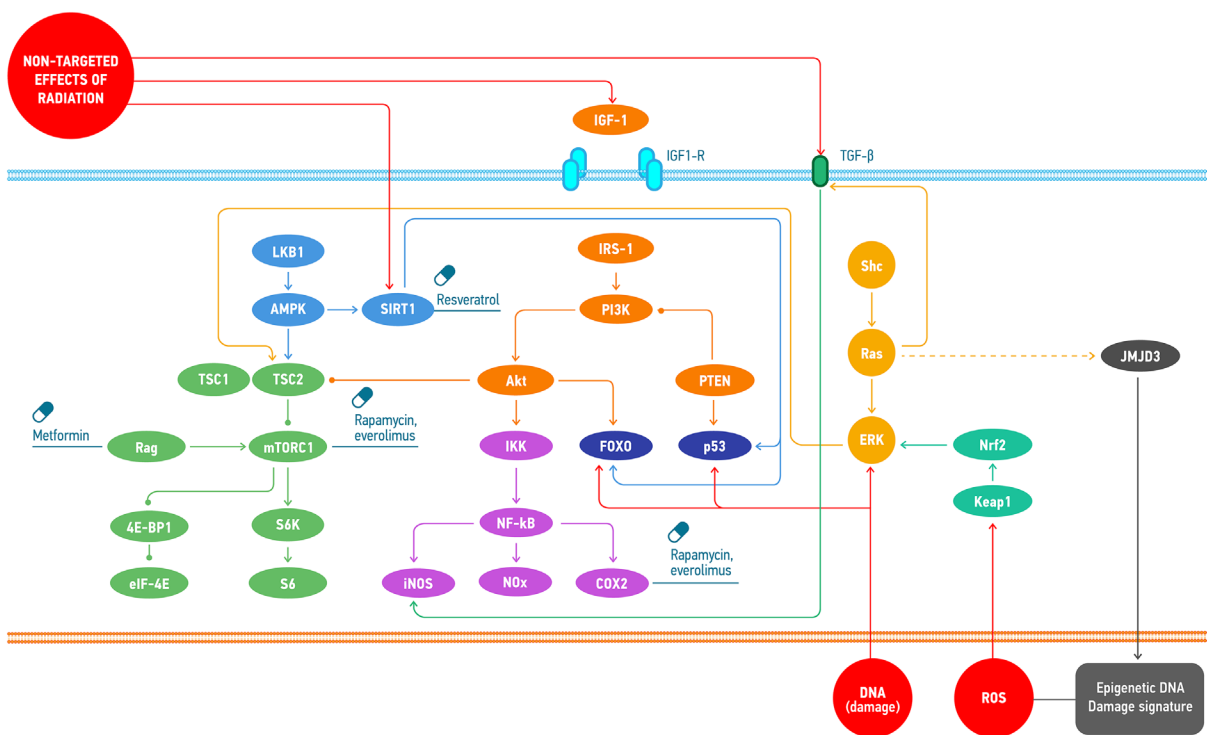 NON-TARGETED
EFFECTS OF
RADIATION
IGF-1
IGF1-R
TGF-β
LKB1
IRS-1
Shc
AMPK
SIRT1
Resveratrol
PI3K
Ras
JMJD3
TSC1
TSC2
Akt
PTEN
Metformin
Rag
mTORC1
Rapamycin,
everolimus
IKK
FOXO
p53
ERK
Nrf2
Keap1
4E-BP1
S6K
NF-kB
Rapamycin,
everolimus
eIF-4E
S6
iNOS
NOx
COX2
DNA
(damage)
ROS
Epigenetic DNA
Damage signature